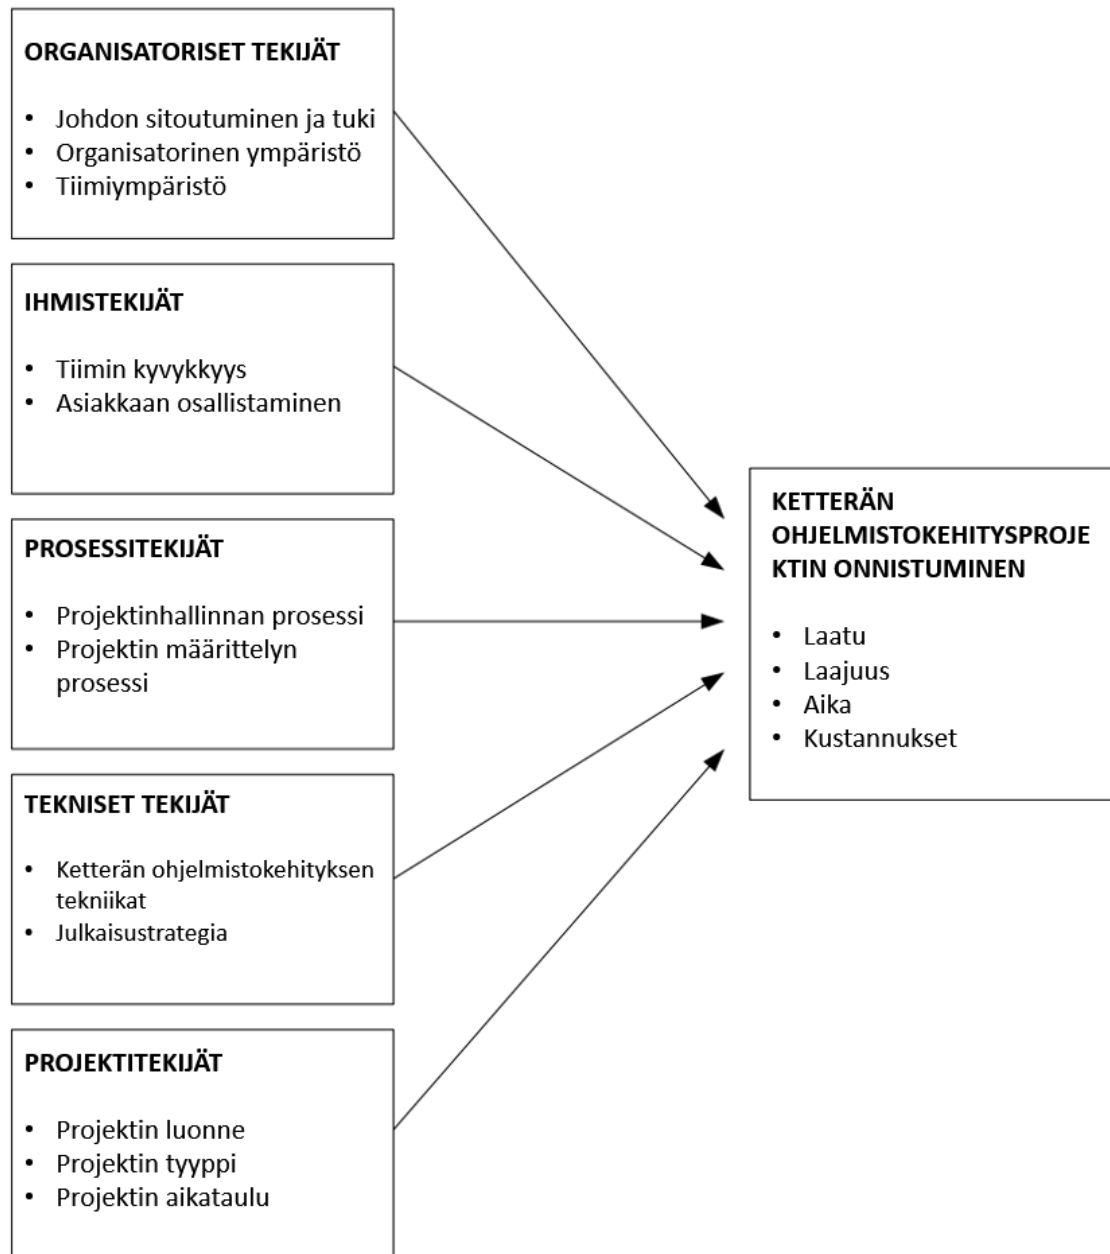 ORGANISATORISET TEKIJÄT
• Johdon sitoutuminen ja tuki
• Organisatorinen ympäristö
• Tiimiympäristö
IHMISTEKIJÄT
• Tiimin kyvykkyys
• Asiakkaan osallistaminen
PROSESSITEKIJÄT
• Projektinhallinnan prosessi
• Projektin määrittelyn
prosessi
TEKNISET TEKIJÄT
• Ketterän ohjelmistokehityksen
tekniikat
• Julkaisustrategia
PROJEKTITEKIJÄT
• Projektin luonne
• Projektin tyyppi
• Projektin aikataulu
KETTERÄN
OHJELMISTOKEHITYSPROJE
KTIN ONNISTUMINEN
• Laatu
• Laajuus
• Aika
• Kustannukset